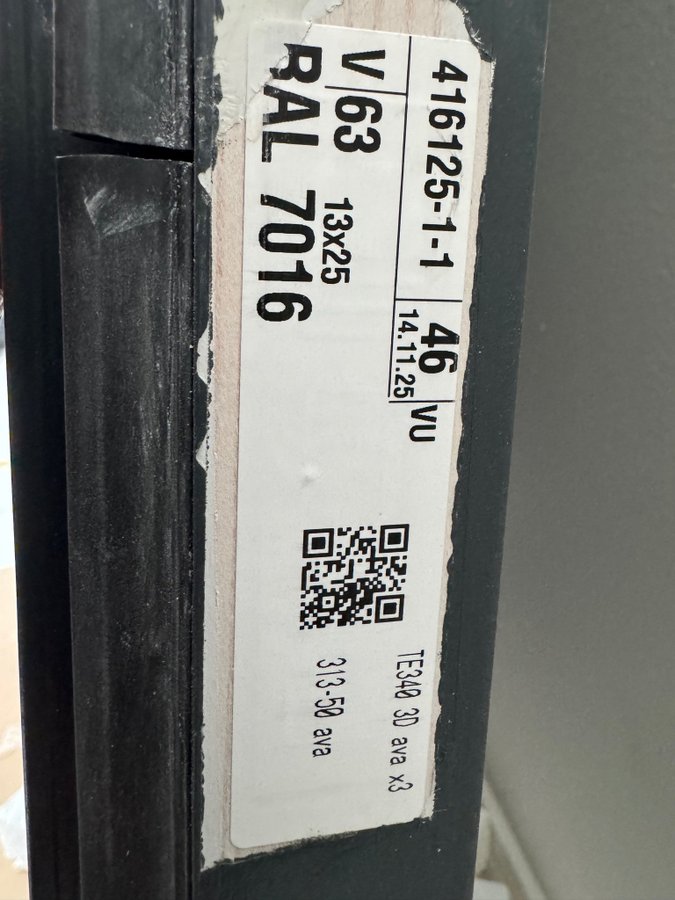 416125-1-1 46 VU
14.11.25
V 63 13x25
RAL 7016
TE340 3D ava x3
313-50 ava